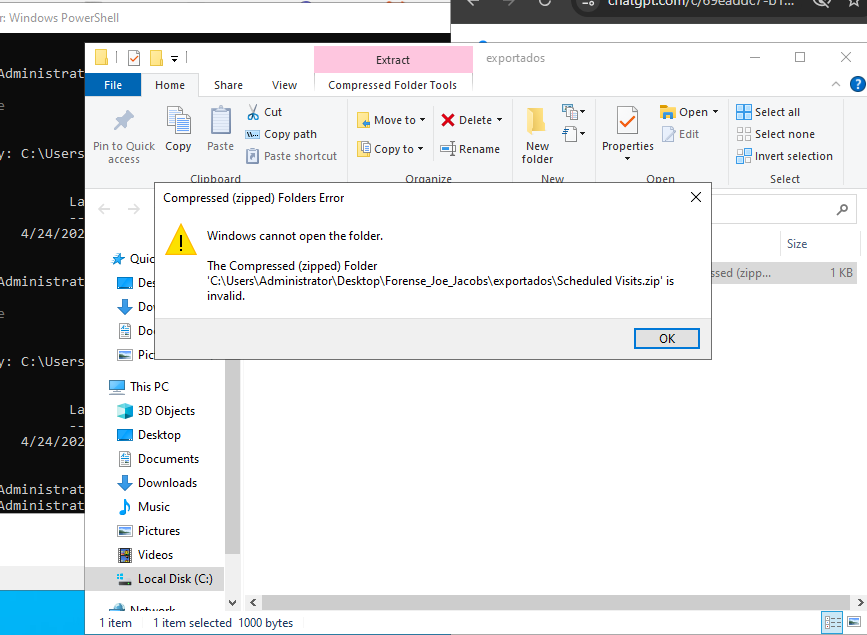 r: Windows PowerShell
chatgpt.com/c/69eaddc7-b1...
Administrat
y: C:\Users
La
--
4/24/202
Administrat
y: C:\Users
La
--
4/24/202
Administrat
Administrat
Extract
exportados
File
Home
Share
View
Compressed Folder Tools
Pin to Quick
access
Copy
Paste
Cut
Copy path
Paste shortcut
Clipboard
Move to
Copy to
Delete
Rename
Organize
New
folder
New
Properties
Open
Edit
Open
Select all
Select none
Invert selection
Select
Compressed (zipped) Folders Error
Windows cannot open the folder.
The Compressed (zipped) Folder
'C:\Users\Administrator\Desktop\Forense_Joe_Jacobs\exportados\Scheduled Visits.zip' is
invalid.
OK
Size
ssed (zipp...
1 KB
Quic
Des
Dov
Doc
Pict
This PC
3D Objects
Desktop
Documents
Downloads
Music
Pictures
Videos
Local Disk (C:)
Network
1 item
1 item selected
1000 bytes